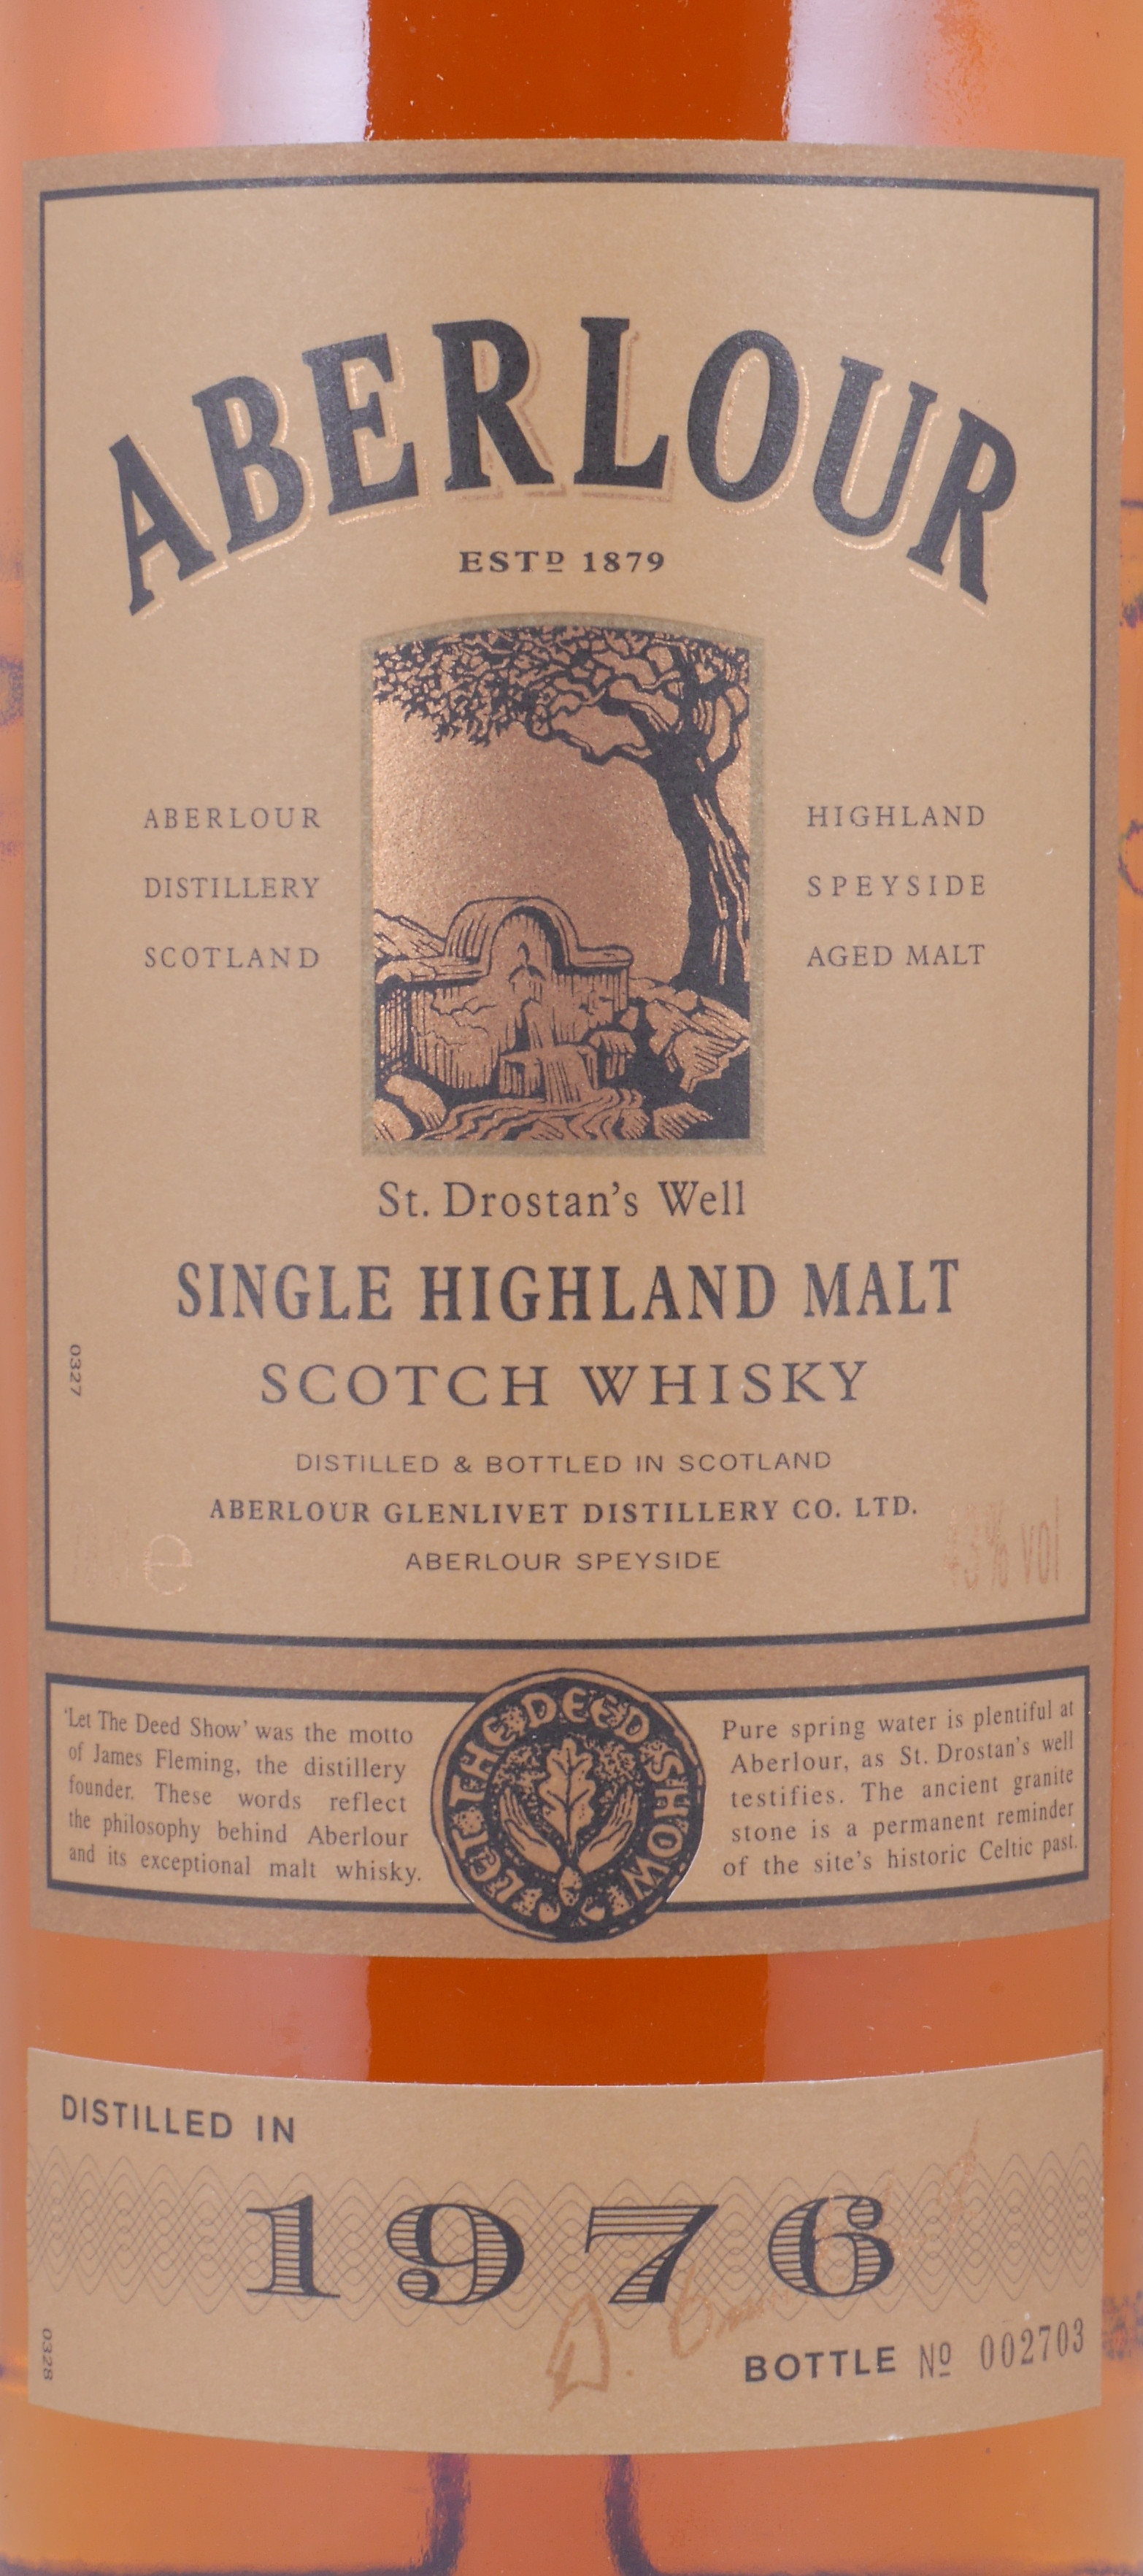 ABERLOUR
ESTD 1879
ABERLOUR
DISTILLERY
SCOTLAND
HIGHLAND
SPEYSIDE
AGED MALT
St. Drostan's Well
SINGLE HIGHLAND MALT
SCOTCH WHISKY
0327
DISTILLED & BOTTLED IN SCOTLAND
ABERLOUR GLENLIVET DISTILLERY CO. LTD.
ABERLOUR SPEYSIDE
e
43% vol
'Let The Deed Show' was the motto
of James Fleming, the distillery
founder. These words reflect
the philosophy behind Aberlour
and its exceptional malt whisky.
LET THE DEED SHOW
Pure spring water is plentiful at
Aberlour, as St. Drostan's well
testifies. The ancient granite
stone is a permanent reminder
of the site's historic Celtic past.
DISTILLED IN
1976
0328
BOTTLE Nº 002703